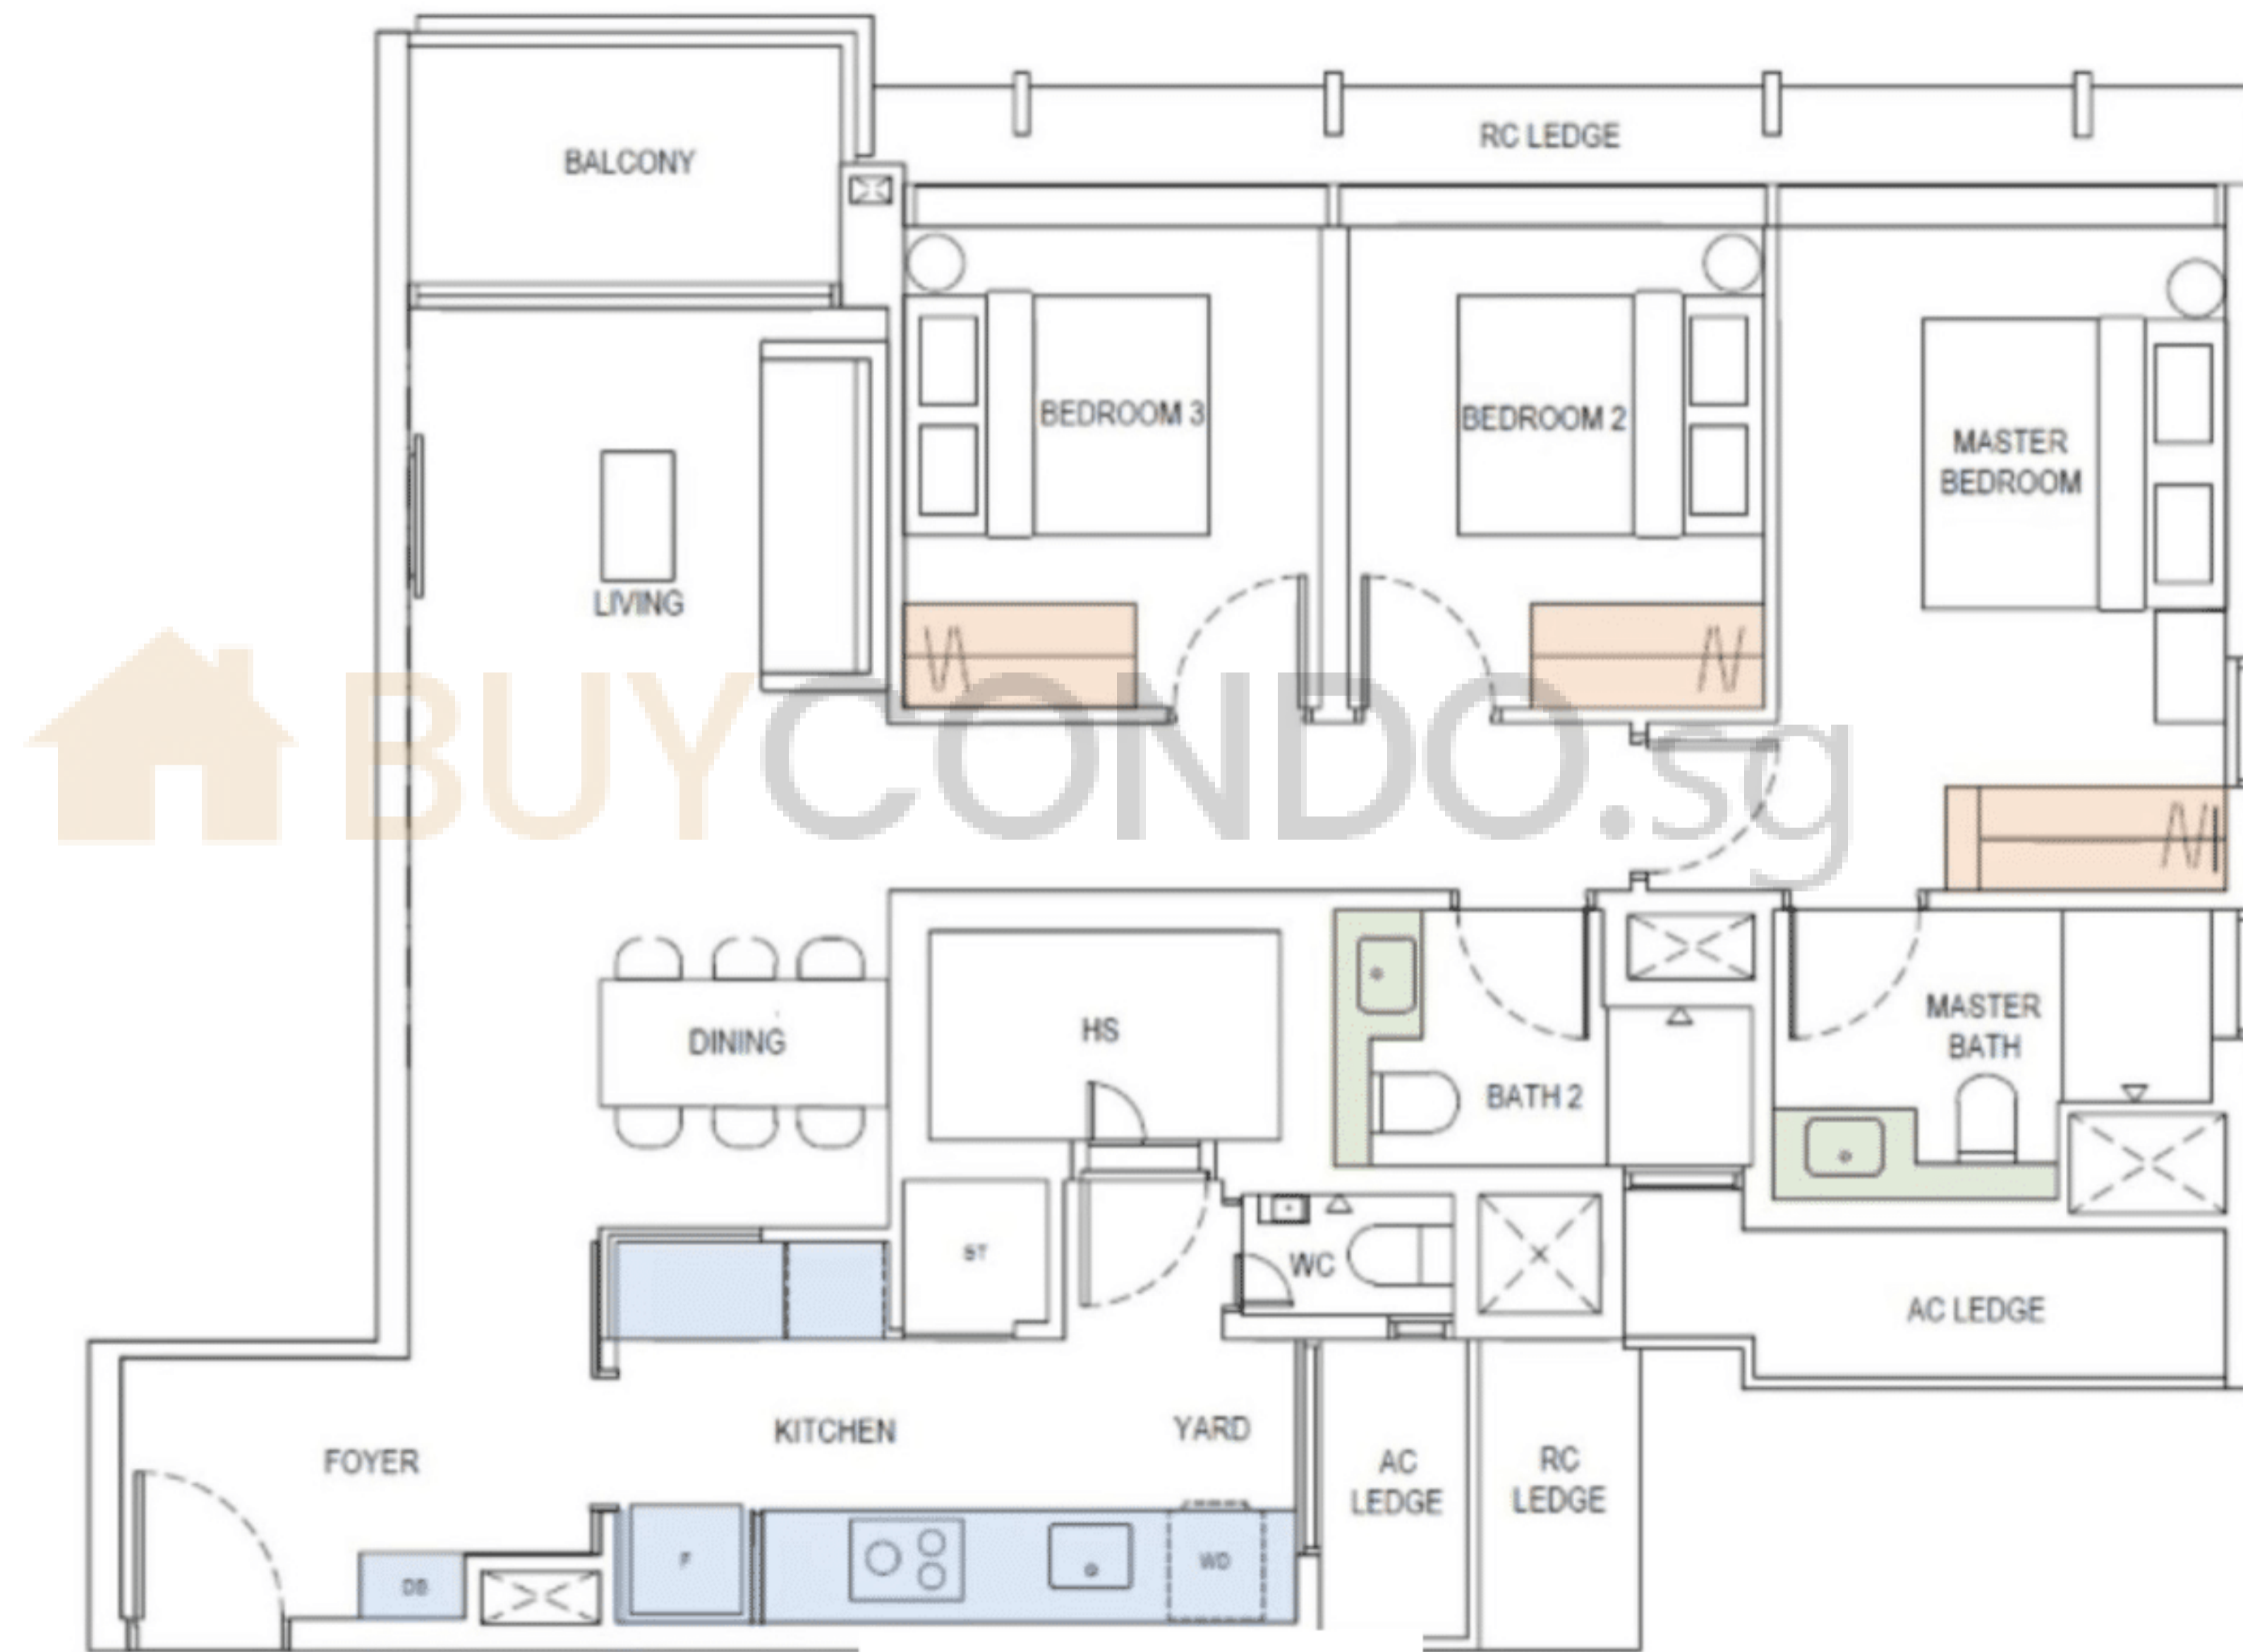 RC LEDGE
BALCONY
BEDROOM 3
BEDROOM 2
MASTER
BEDROOM
LIVING
W
W
W
BUYCONDO.sg
DINING
HS
BATH 2
MASTER
BATH
ST
WC
AC LEDGE
KITCHEN
YARD
FOYER
AC
LEDGE
RC
LEDGE
F
WD
DB